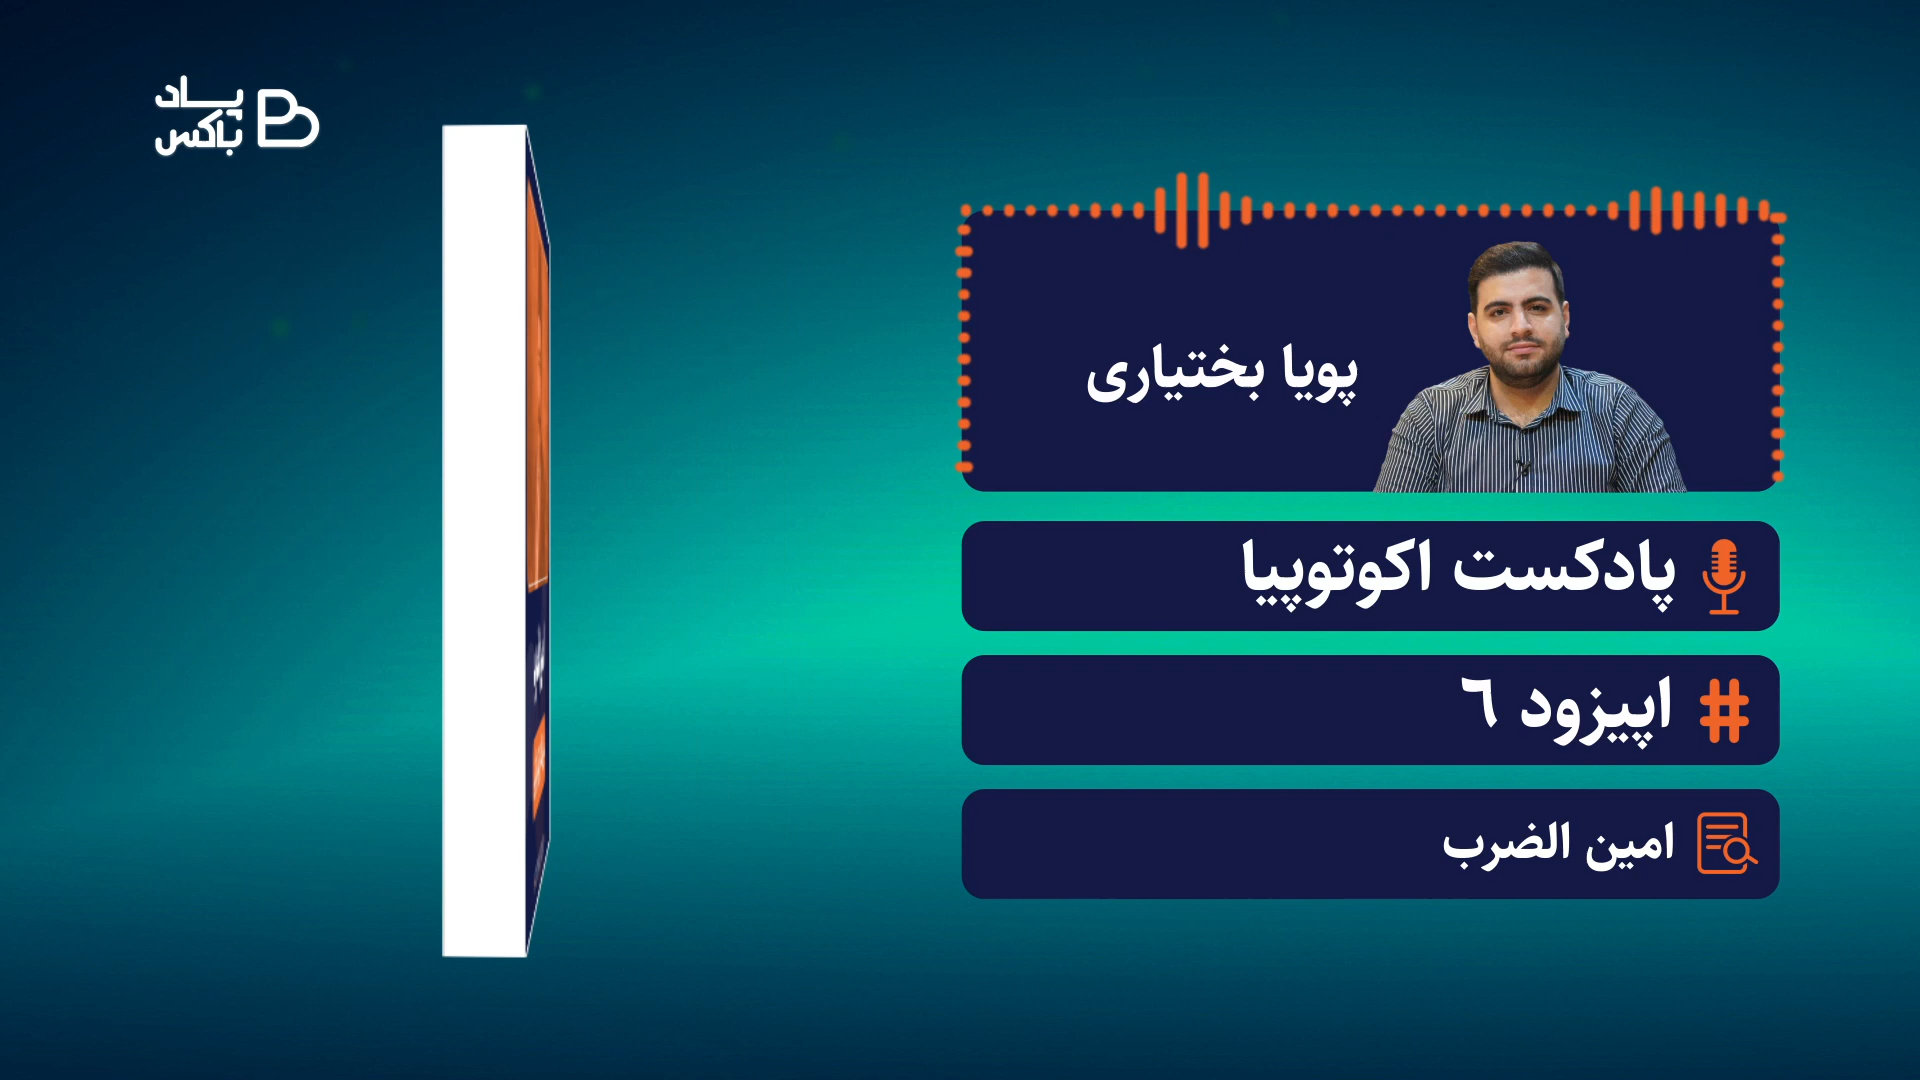 پاد
باکس
پویا بختیاری
پادکست اکوتوپیا
اپیزود ٦
امین الضرب